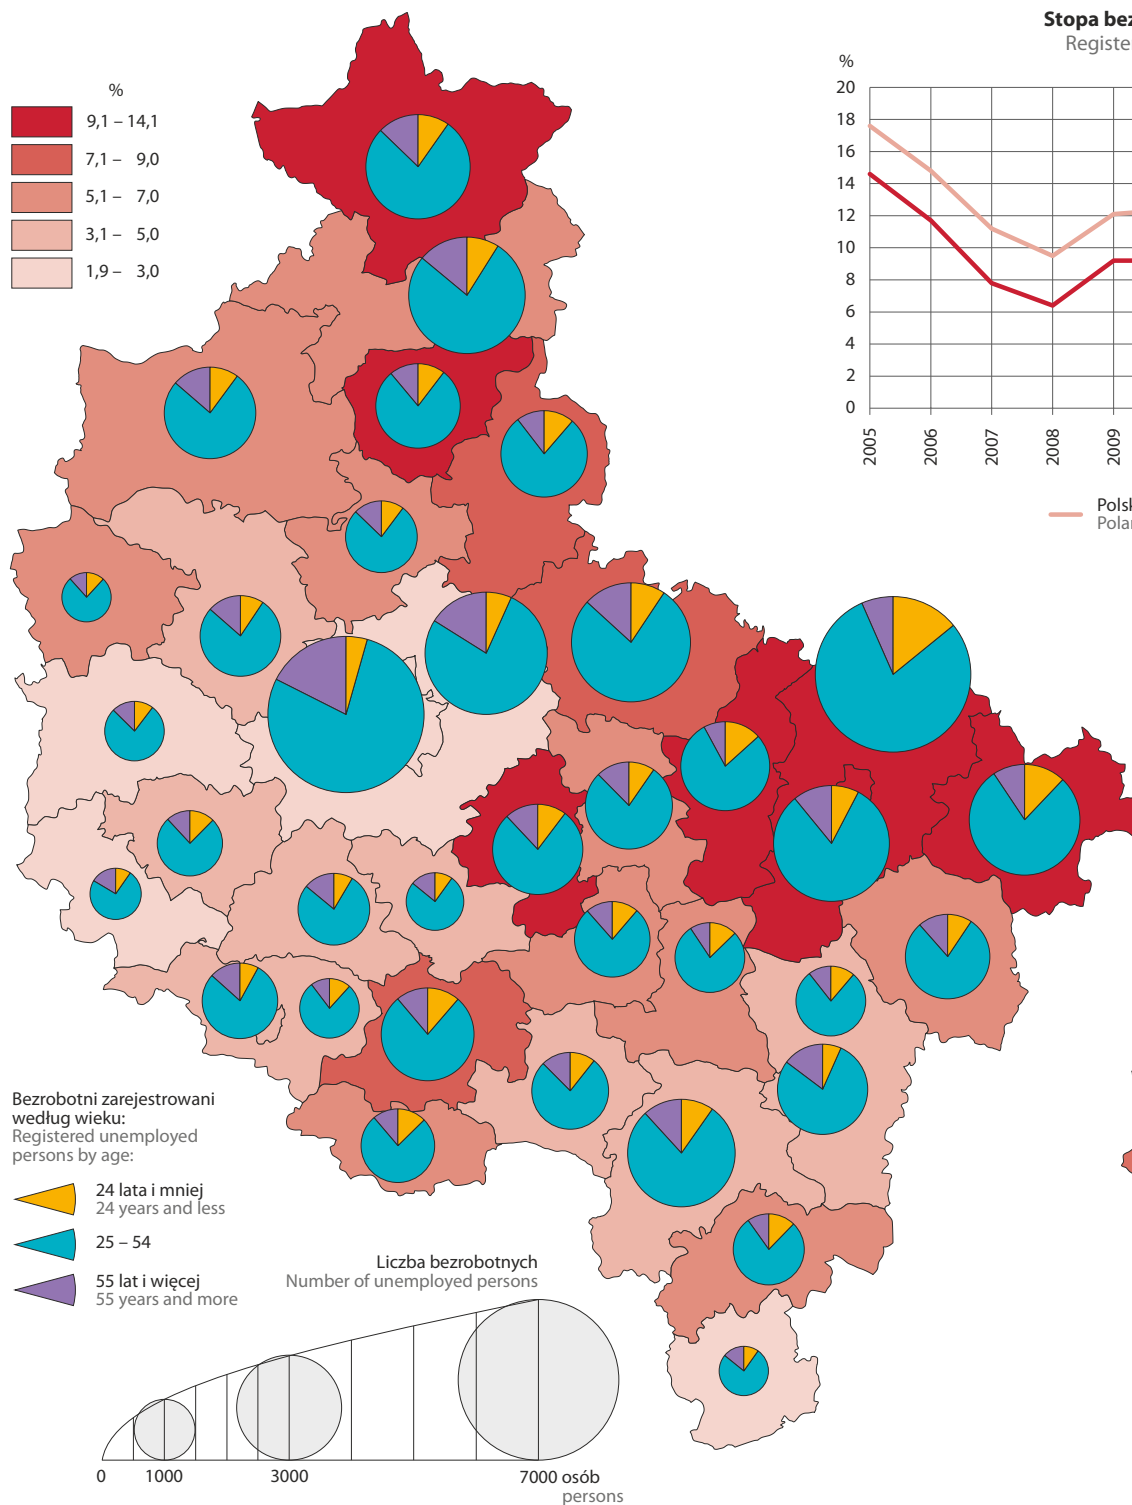 %
9,1 – 14,1
7,1 – 9,0
5,1 – 7,0
3,1 – 5,0
1,9 – 3,0
Stopa bez
Registe
%
20
18
16
14
12
10
8
6
4
2
0
2005
2006
2007
2008
2009
Polsk
Polan
Bezrobotni zarejestrowani
według wieku:
Registered unemployed
persons by age:
24 lata i mniej
24 years and less
25 – 54
55 lat i więcej
55 years and more
Liczba bezrobotnych
Number of unemployed persons
0 1000 3000 7000 osób
persons